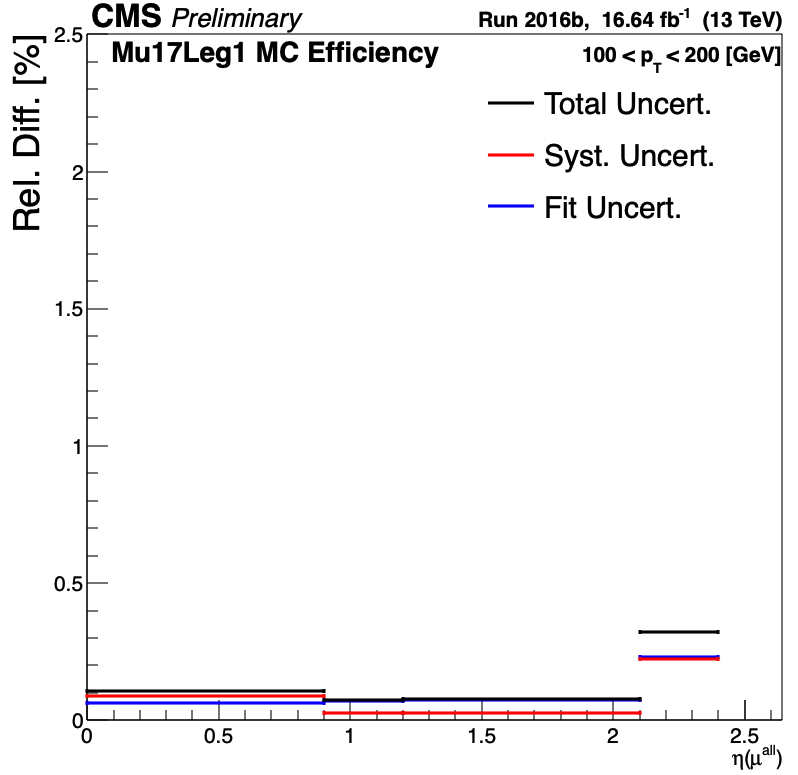 CMS Preliminary
Run 2016b, 16.64 fb⁻¹ (13 TeV)
Mu17Leg1 MC Efficiency
100 < p_T < 200 [GeV]
Total Uncert.
Syst. Uncert.
Fit Uncert.
Rel. Diff. [%]
2.5
2
1.5
1
0.5
0
0 0.5 1 1.5 2 2.5
η(μ^all)